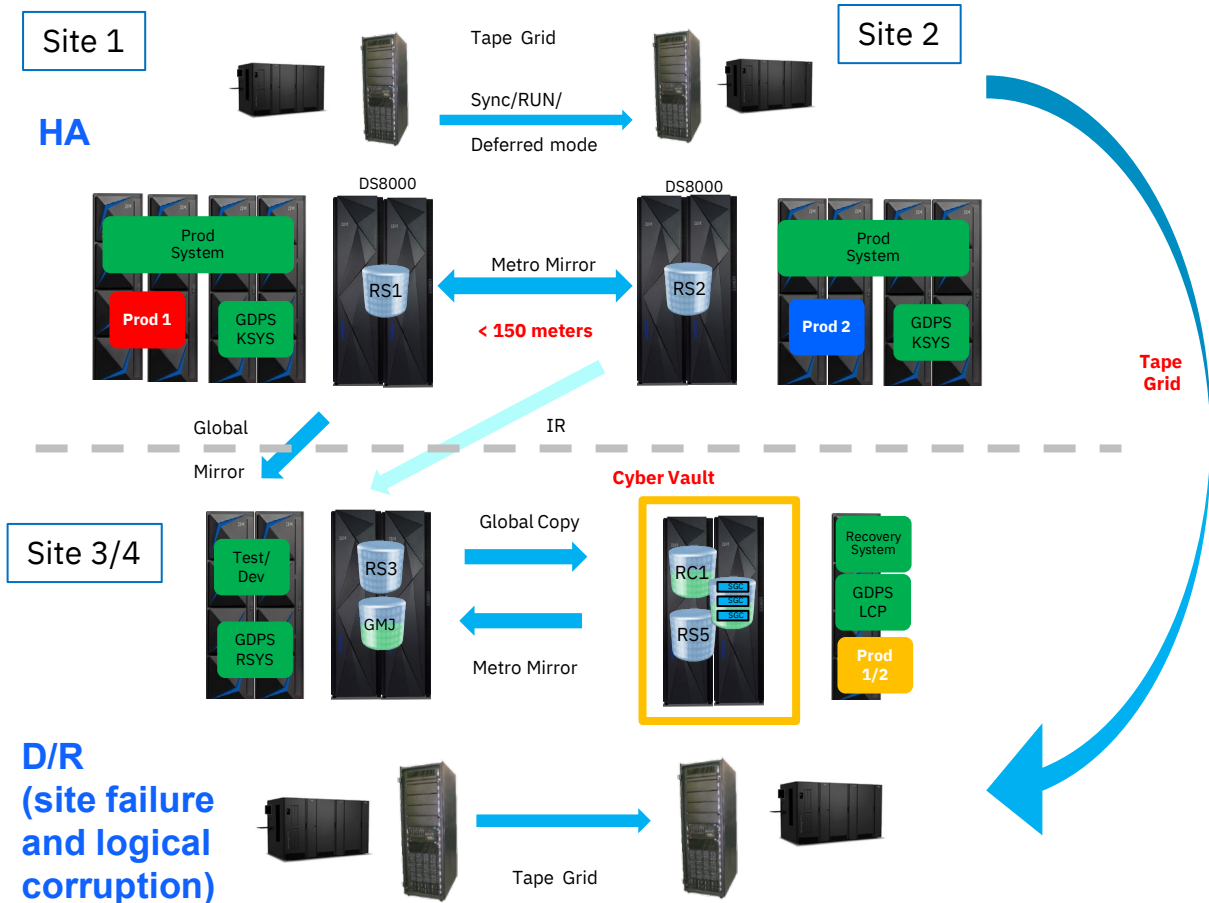 Site 1
Tape Grid
Site 2
Sync/RUN/
Deferred mode
HA
DS8000
DS8000
Prod
System
Prod 1
GDPS
KSYS
RS1
Metro Mirror
< 150 meters
RS2
Prod
System
Prod 2
GDPS
KSYS
Tape
Grid
Global
Mirror
IR
Cyber Vault
Site 3/4
Test/
Dev
GDPS
RSYS
RS3
GMJ
Global Copy
Metro Mirror
RC1
SGC
SGC
SGC
RS5
Recovery
System
GDPS
LCP
Prod
1/2
D/R
(site failure
and logical
corruption)
Tape Grid